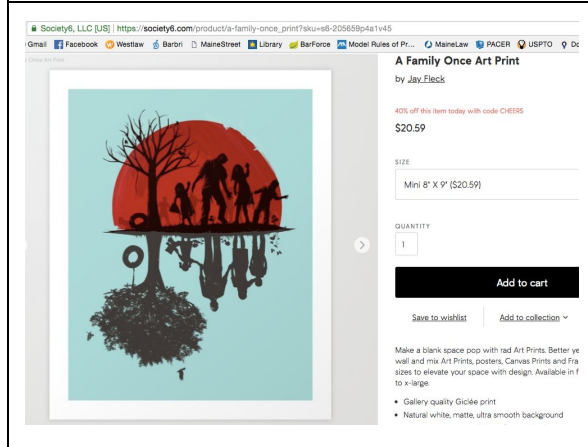 Society6, LLC [US] | https://society6.com/product/a-family-once_print?sku=s6-205659p4a1v45
Gmail Facebook Westlaw Barbri MaineStreet Library BarForce Model Rules of Pr... MaineLaw PACER USPTO Do
Once Art Print
A Family Once Art Print
by Jay Fleck
40% off this item today with code CHEERS
$20.59
SIZE
Mini 8" X 9" ($20.59)
QUANTITY
1
Add to cart
Save to wishlist Add to collection
Make a blank space pop with rad Art Prints. Better ye
wall and mix Art Prints, posters, Canvas Prints and Fra
sizes to elevate your space with design. Available in f
to x-large.
• Gallery quality Giclée print
• Natural white, matte, ultra smooth background